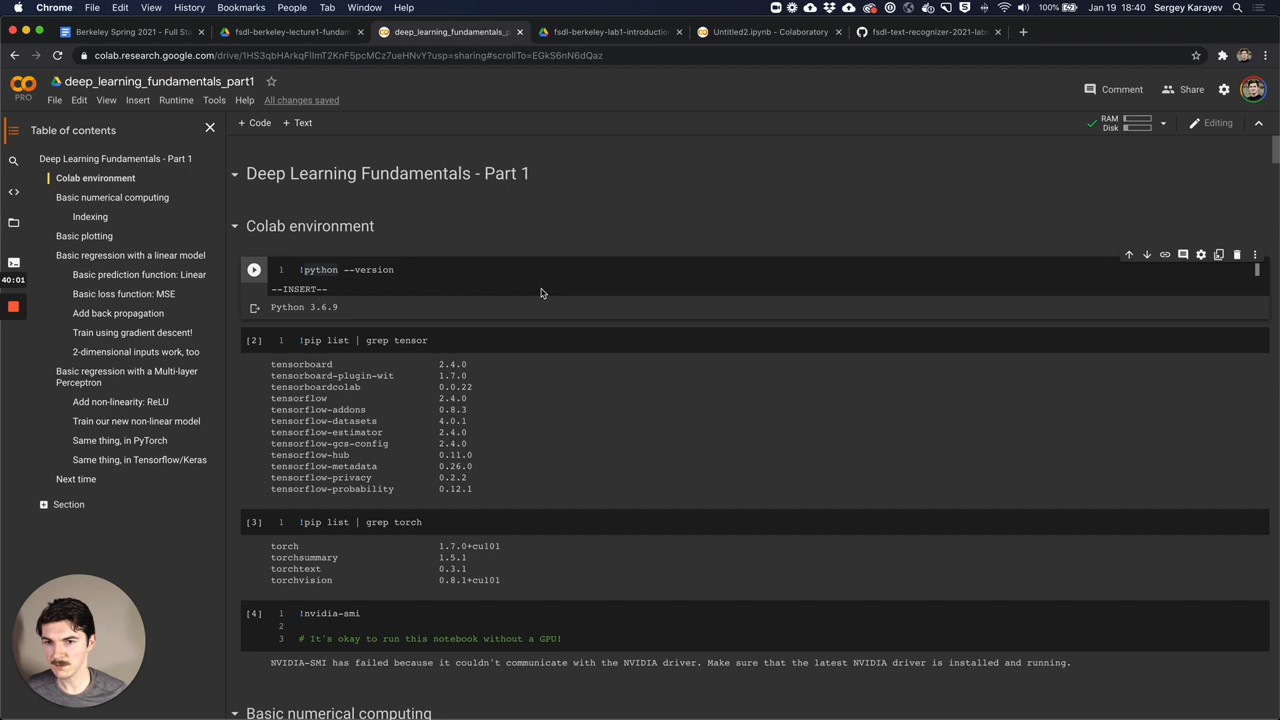 Chrome File Edit View History Bookmarks People Tab Window Help
100% Jan 19 18:40 Sergey Karayev
Berkeley Spring 2021 - Full Sta
fsdl-berkeley-lecture1-fundam
deep_learning_fundamentals_p
fsdl-berkeley-lab1-introduction
Untitled2.ipynb - Colaboratory
fsdl-text-recognizer-2021-labs
deep_learning_fundamentals_part1
PRO
File Edit View Insert Runtime Tools Help All changes saved
Comment Share
+ Code + Text
RAM
Disk
Editing
Table of contents
Deep Learning Fundamentals - Part 1
Colab environment
Basic numerical computing
Indexing
Basic plotting
Basic regression with a linear model
Basic prediction function: Linear
Basic loss function: MSE
Add back propagation
Train using gradient descent!
2-dimensional inputs work, too
Basic regression with a Multi-layer
Perceptron
Add non-linearity: ReLU
Train our new non-linear model
Same thing, in PyTorch
Same thing, in Tensorflow/Keras
Next time
Section
40:01
Deep Learning Fundamentals - Part 1
Colab environment
1 !python --version
--INSERT--
Python 3.6.9
[2] 1 !pip list | grep tensor
tensorboard 2.4.0
tensorboard-plugin-wit 1.7.0
tensorboardcolab 0.0.22
tensorflow 2.4.0
tensorflow-addons 0.8.3
tensorflow-datasets 4.0.1
tensorflow-estimator 2.4.0
tensorflow-gcs-config 2.4.0
tensorflow-hub 0.11.0
tensorflow-metadata 0.26.0
tensorflow-privacy 0.2.2
tensorflow-probability 0.12.1
[3] 1 !pip list | grep torch
torch 1.7.0+cu101
torchsummary 1.5.1
torchtext 0.3.1
torchvision 0.8.1+cu101
[4] 1 !nvidia-smi
2
3 # It's okay to run this notebook without a GPU!
NVIDIA-SMI has failed because it couldn't communicate with the NVIDIA driver. Make sure that the latest NVIDIA driver is installed and running.
Basic numerical computing